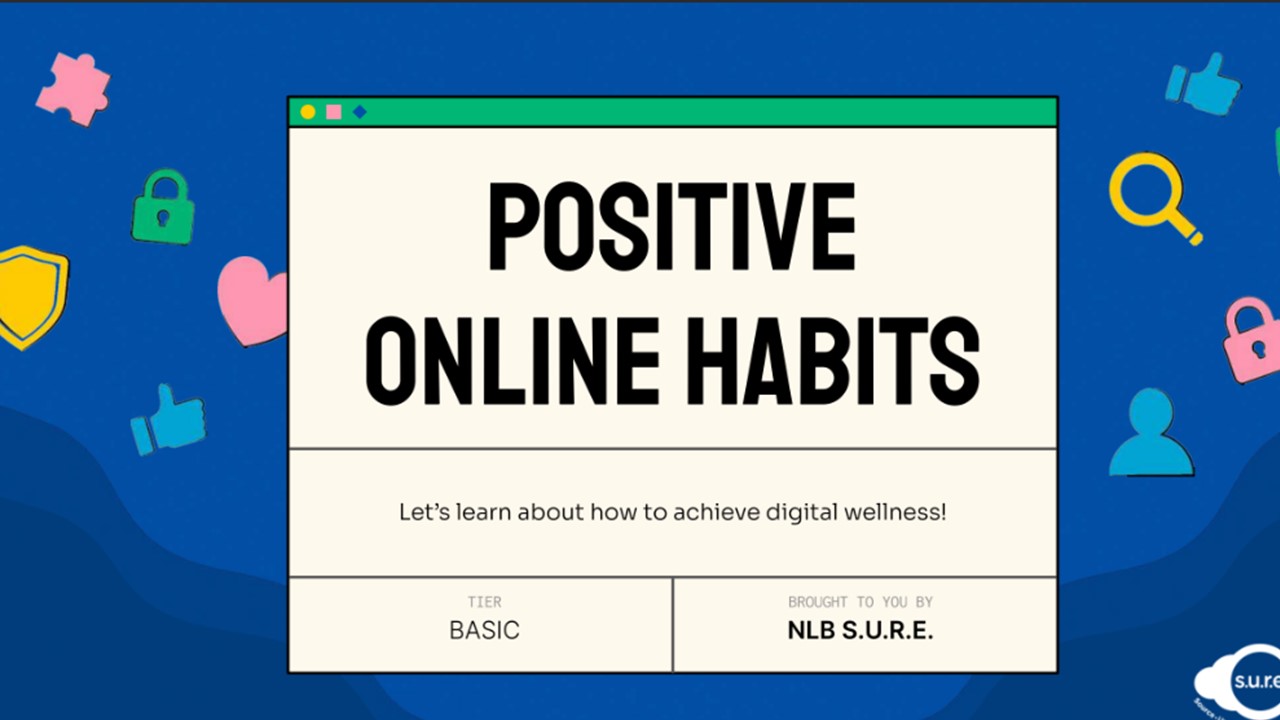 POSITIVE
ONLINE HABITS
Let's learn about how to achieve digital wellness!
TIER
BASIC
BROUGHT TO YOU BY
NLB S.U.R.E.
s.u.r.e